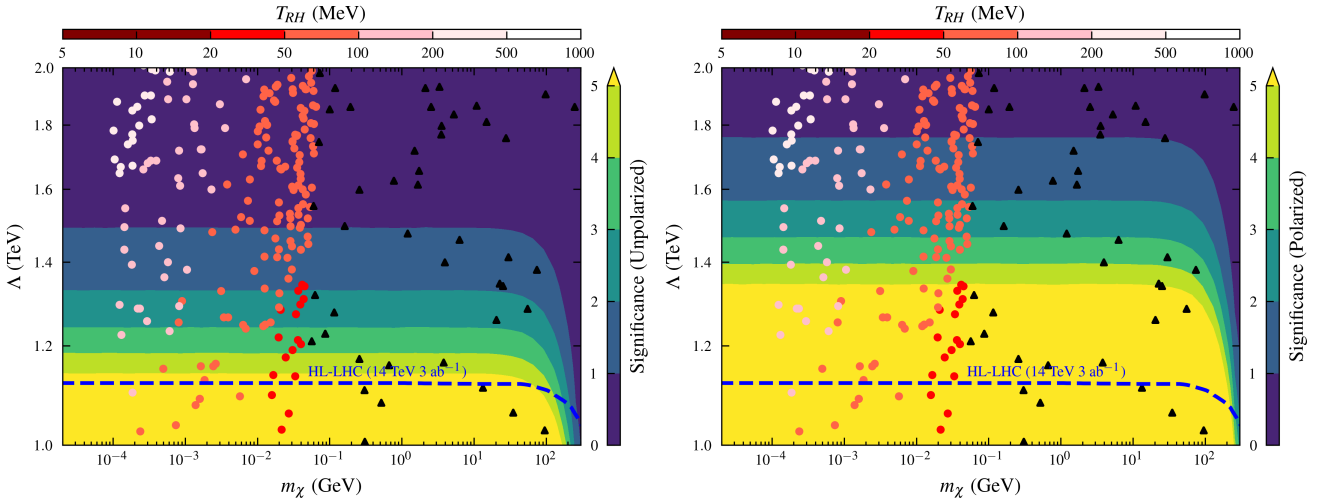 T_RH (MeV)
5 10 20 50 100 200 500 1000
2.0
1.8
1.6
1.4
1.2
1.0
Λ (TeV)
HL-LHC (14 TeV 3 ab⁻¹)
10⁻⁴ 10⁻³ 10⁻² 10⁻¹ 10⁰ 10¹ 10²
m_χ (GeV)
5
4
3
2
1
0
Significance (Unpolarized)
T_RH (MeV)
5 10 20 50 100 200 500 1000
2.0
1.8
1.6
1.4
1.2
1.0
Λ (TeV)
HL-LHC (14 TeV 3 ab⁻¹)
10⁻⁴ 10⁻³ 10⁻² 10⁻¹ 10⁰ 10¹ 10²
m_χ (GeV)
5
4
3
2
1
0
Significance (Polarized)